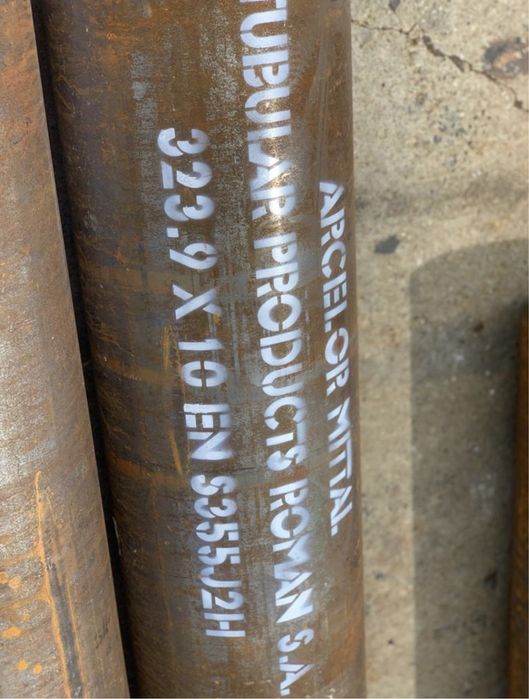 ARCELOR MITTAL
TUBULAR PRODUCTS ROMAN S.A.
323.9 X 10 EN S355J2H